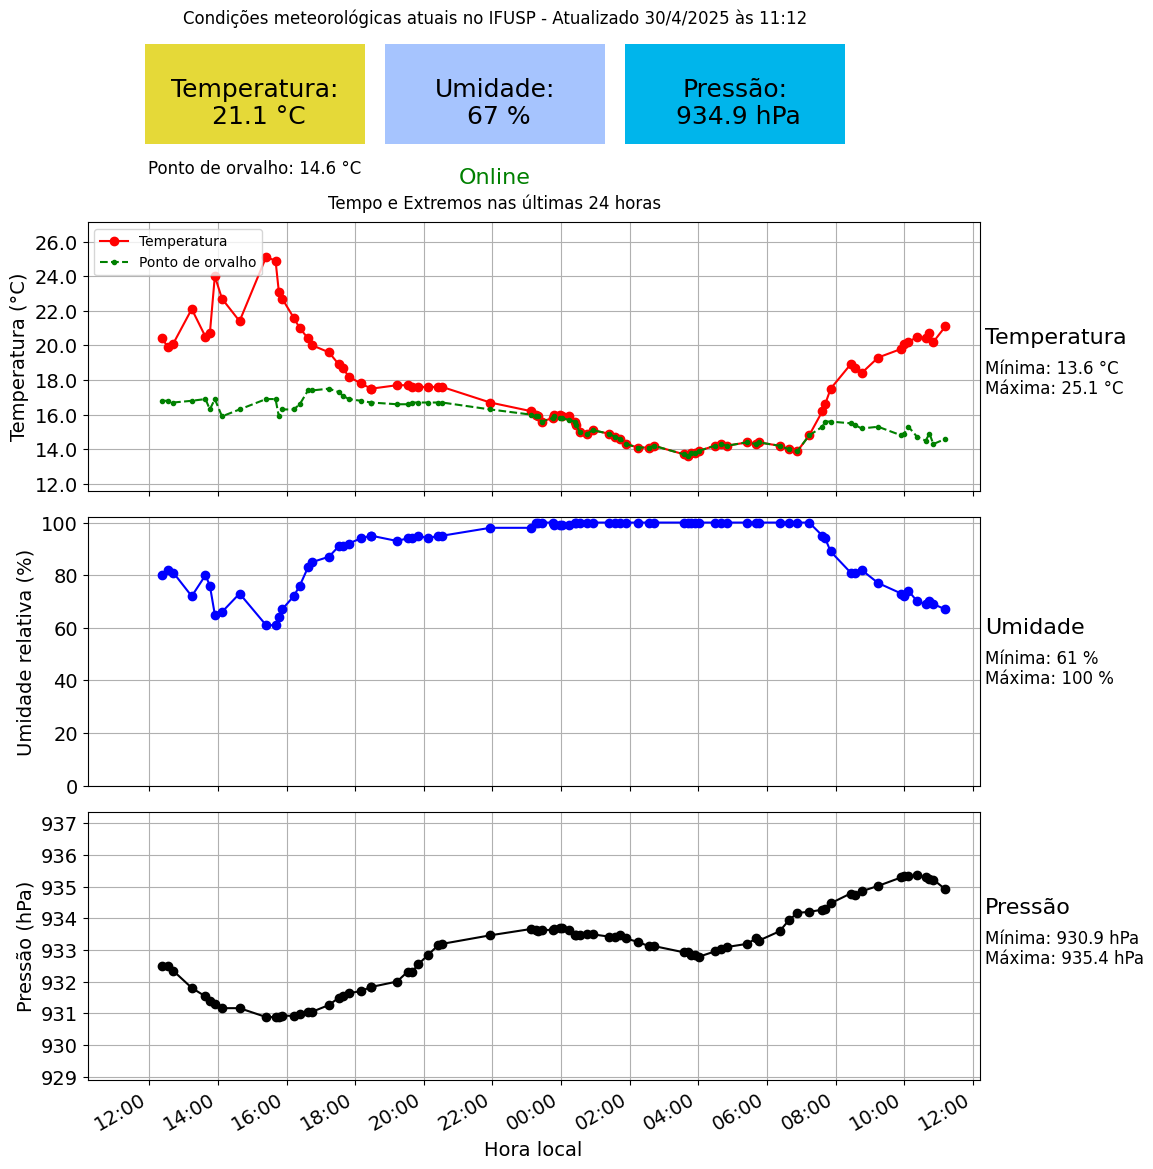 Condições meteorológicas atuais no IFUSP - Atualizado 30/4/2025 às 11:12
Temperatura:
21.1 °C
Umidade:
67 %
Pressão:
934.9 hPa
Ponto de orvalho: 14.6 °C
Online
Tempo e Extremos nas últimas 24 horas
Temperatura (°C)
26.0
24.0
22.0
20.0
18.0
16.0
14.0
12.0
Temperatura
Ponto de orvalho
Temperatura
Mínima: 13.6 °C
Máxima: 25.1 °C
Umidade relativa (%)
100
80
60
40
20
0
Umidade
Mínima: 61 %
Máxima: 100 %
Pressão (hPa)
937
936
935
934
933
932
931
930
929
Pressão
Mínima: 930.9 hPa
Máxima: 935.4 hPa
12:00
14:00
16:00
18:00
20:00
22:00
00:00
02:00
04:00
06:00
08:00
10:00
12:00
Hora local